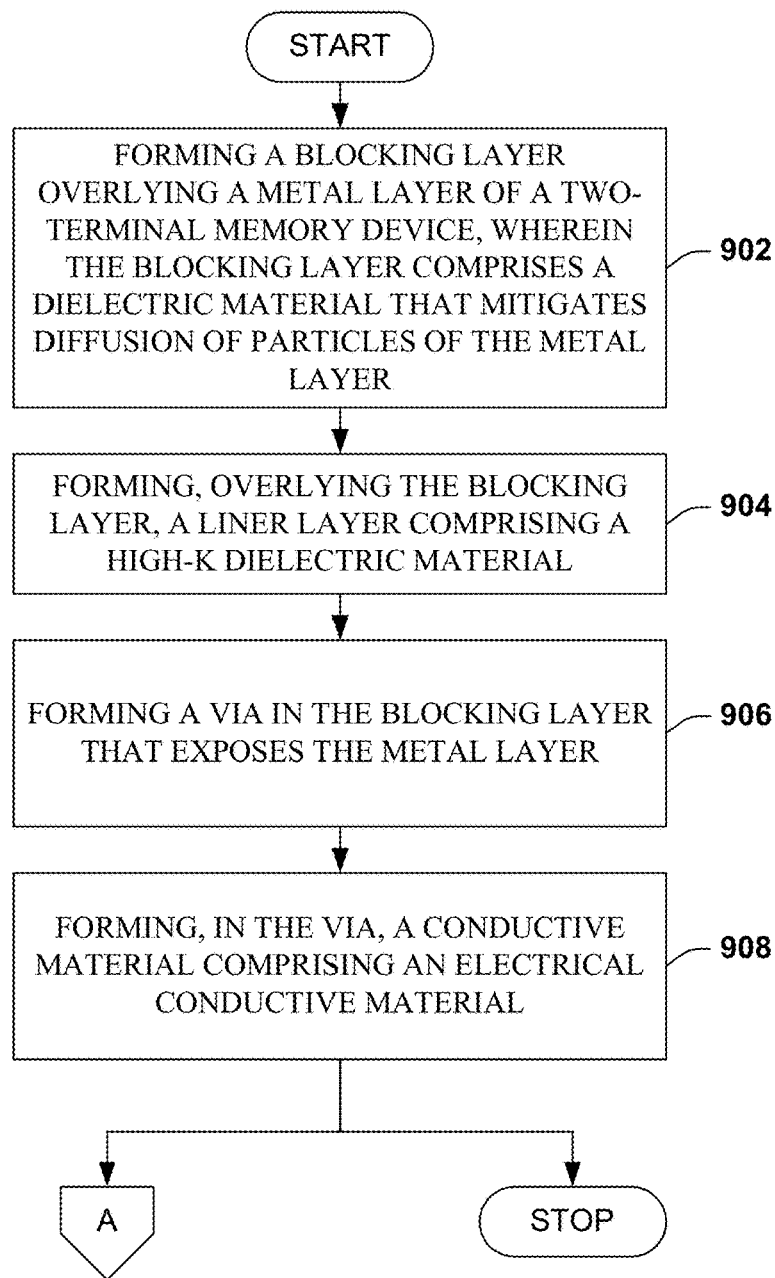 START
FORMING A BLOCKING LAYER
OVERLYING A METAL LAYER OF A TWO-
TERMINAL MEMORY DEVICE, WHEREIN
THE BLOCKING LAYER COMPRISES A
DIELECTRIC MATERIAL THAT MITIGATES
DIFFUSION OF PARTICLES OF THE METAL
LAYER
902
FORMING, OVERLYING THE BLOCKING
LAYER, A LINER LAYER COMPRISING A
HIGH-K DIELECTRIC MATERIAL
904
FORMING A VIA IN THE BLOCKING LAYER
THAT EXPOSES THE METAL LAYER
906
FORMING, IN THE VIA, A CONDUCTIVE
MATERIAL COMPRISING AN ELECTRICAL
CONDUCTIVE MATERIAL
908
A
STOP